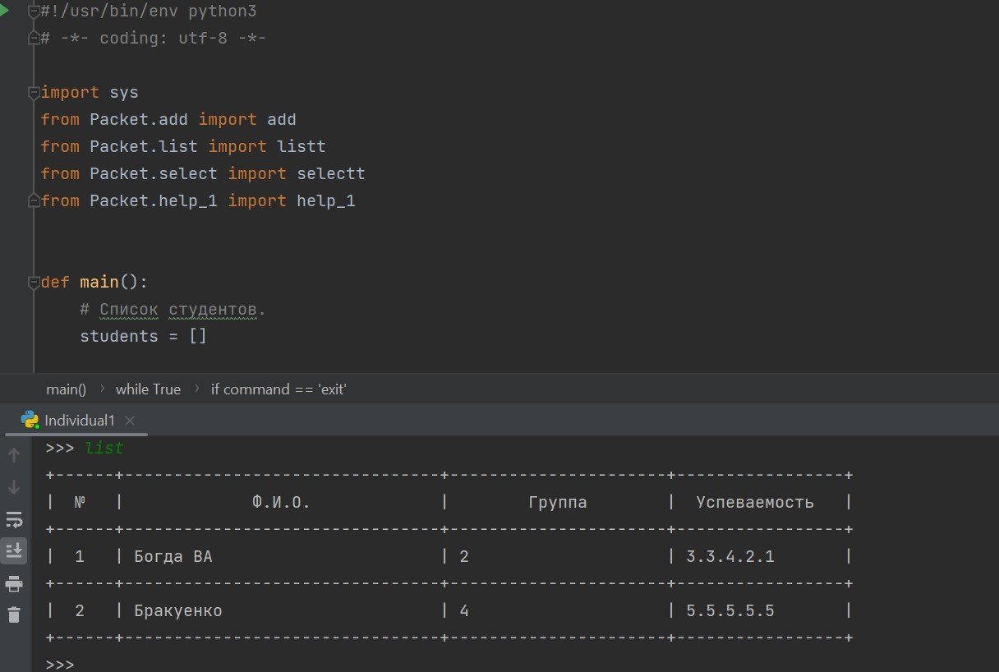 #!/usr/bin/env python3
# -*- coding: utf-8 -*-
import sys
from Packet.add import add
from Packet.list import listt
from Packet.select import selectt
from Packet.help_1 import help_1
def main():
# Список студентов.
students = []
main() › while True › if command == 'exit'
Individual1 ×
>>> list
+------+--------------------------------+----------------------+-----------------+
| № | Ф.И.О. | Группа | Успеваемость |
+------+--------------------------------+----------------------+-----------------+
| 1 | Богда ВА | 2 | 3.3.4.2.1 |
+------+--------------------------------+----------------------+-----------------+
| 2 | Бракуенко | 4 | 5.5.5.5.5 |
+------+--------------------------------+----------------------+-----------------+
>>>